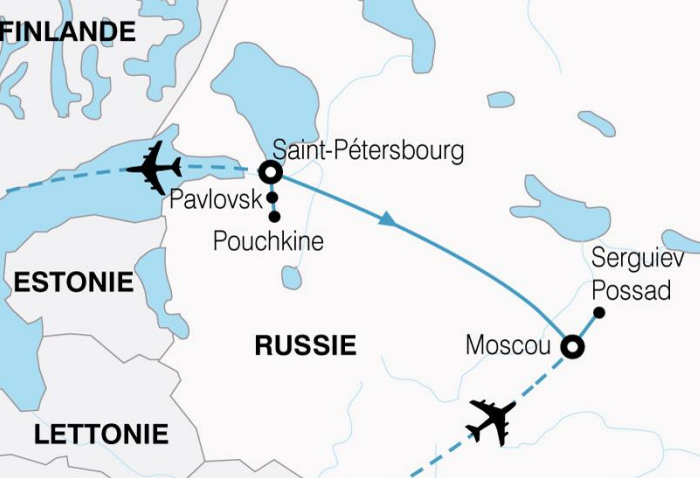 FINLANDE
Saint-Pétersbourg
Pavlovsk
Pouchkine
ESTONIE
Serguiev
Possad
RUSSIE
Moscou
LETTONIE